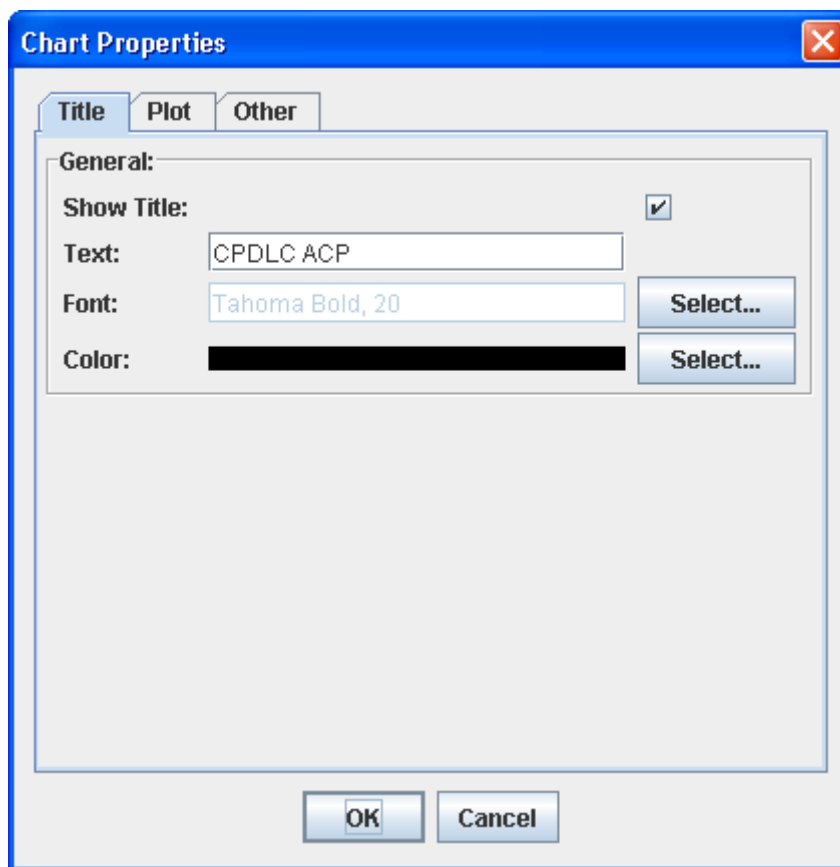 Chart Properties
Title Plot Other
General:
Show Title:
Text: CPDLC ACP
Font: Tahoma Bold, 20 Select...
Color: Select...
OK Cancel